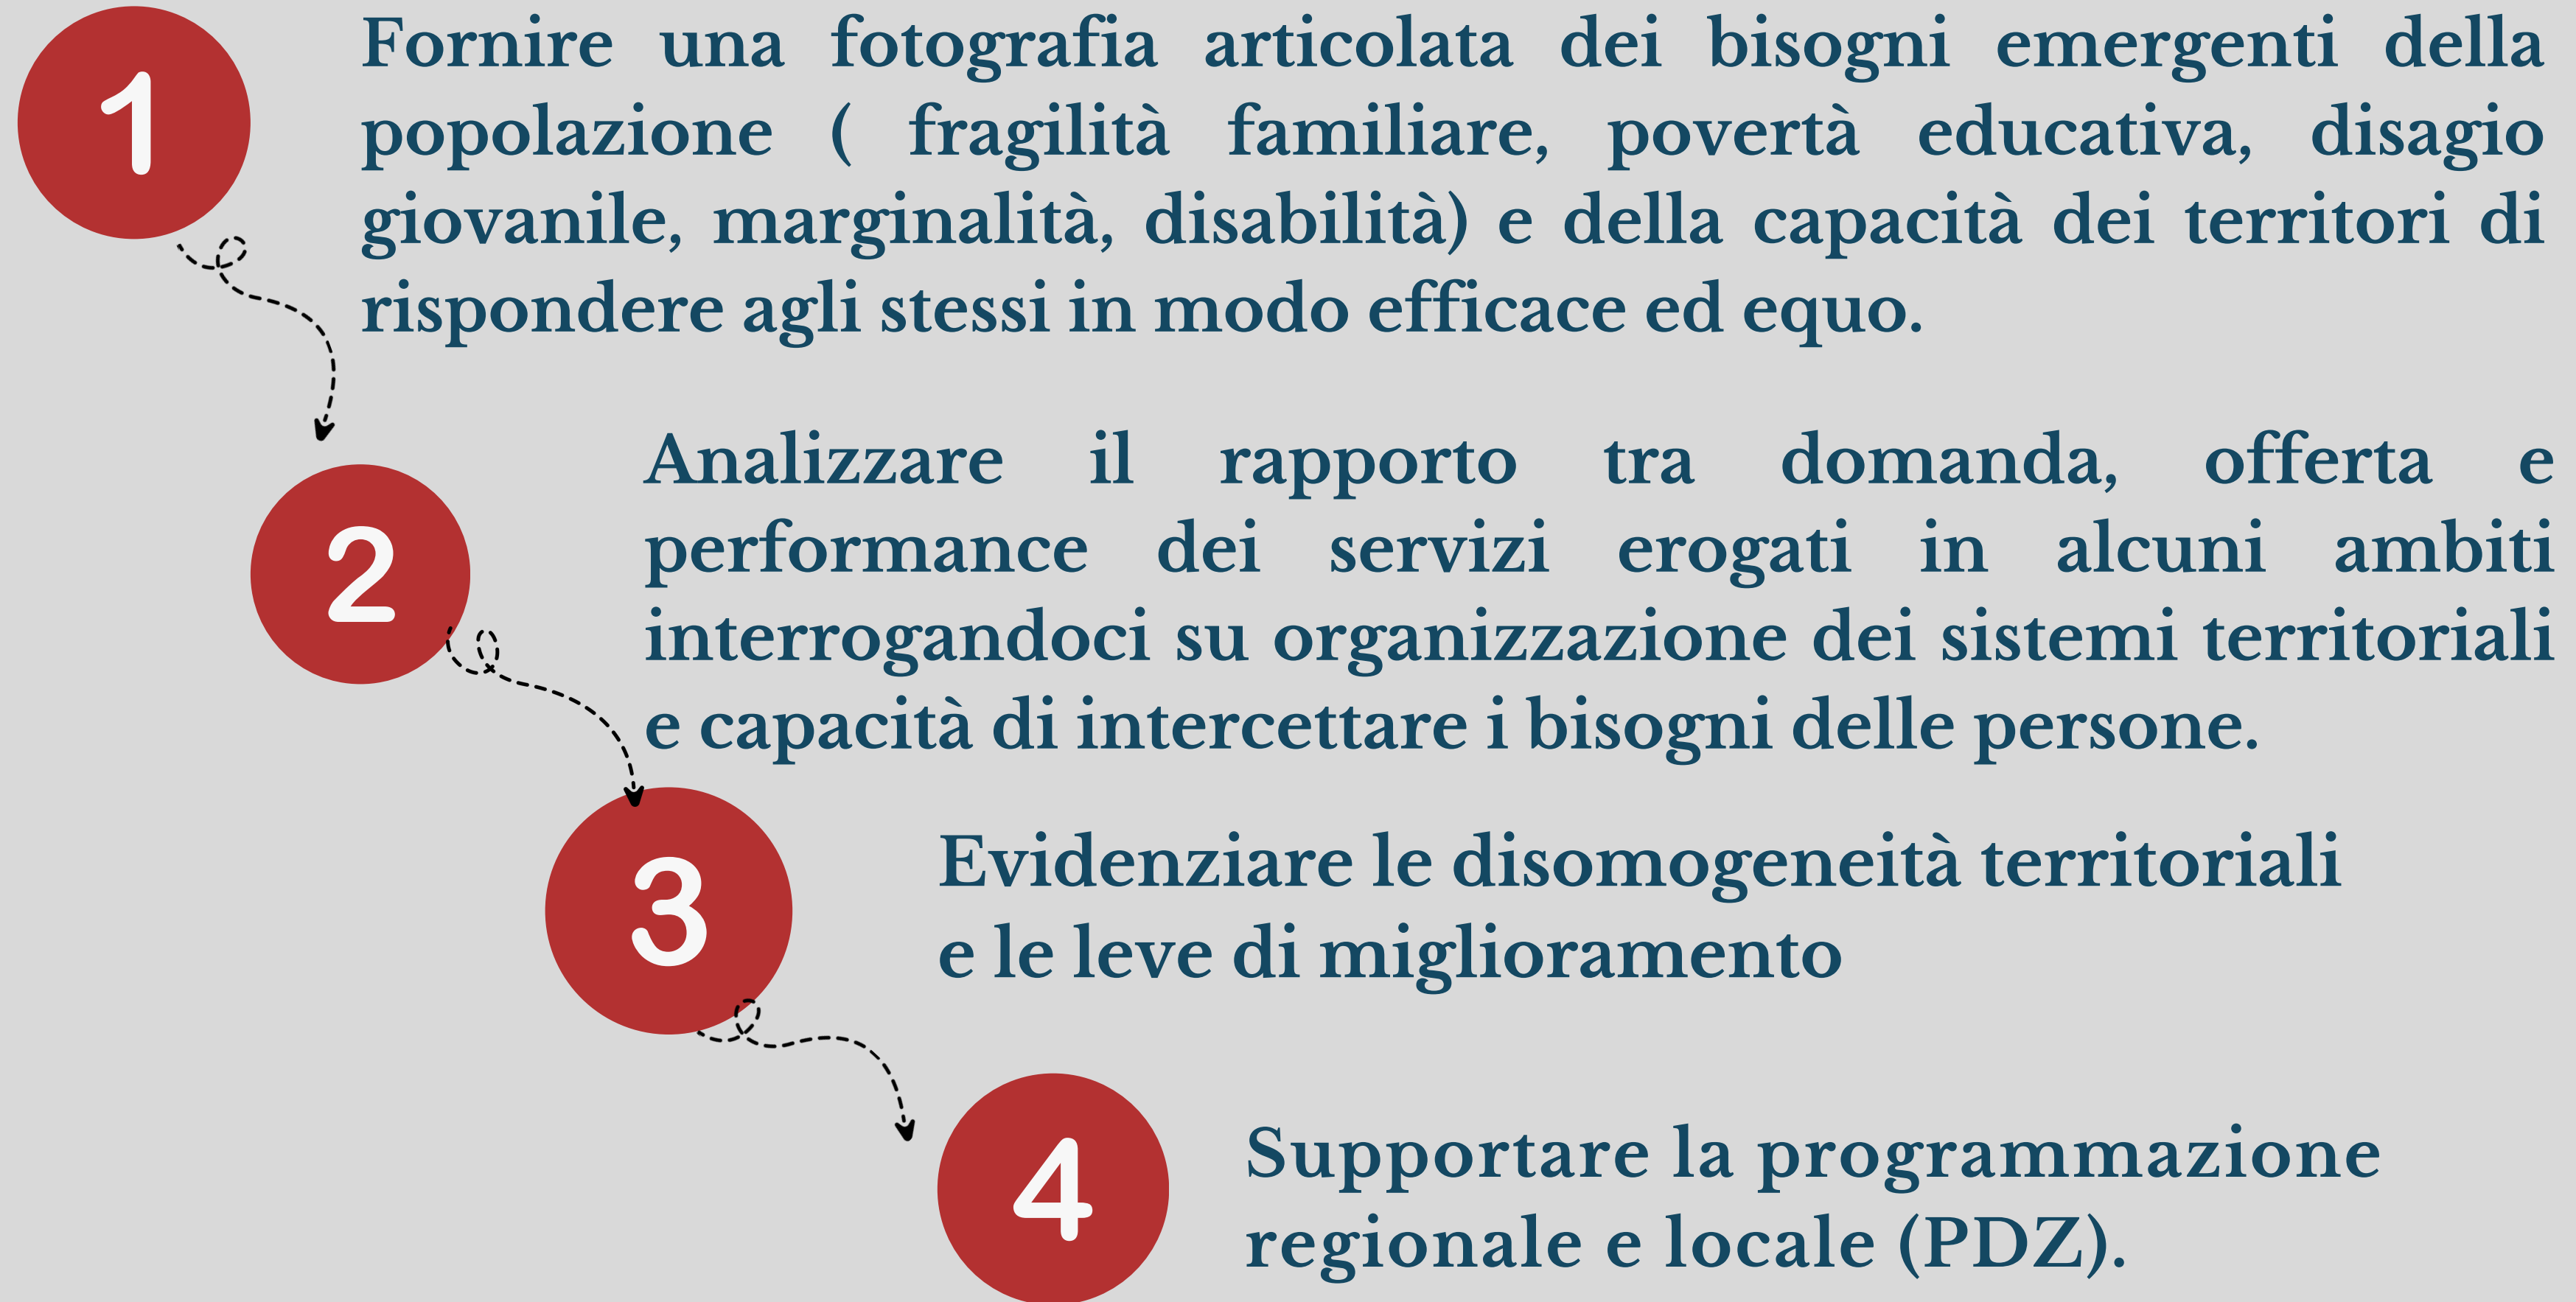 1
Fornire una fotografia articolata dei bisogni emergenti della
popolazione ( fragilità familiare, povertà educativa, disagio
giovanile, marginalità, disabilità) e della capacità dei territori di
rispondere agli stessi in modo efficace ed equo.
2
Analizzare il rapporto tra domanda, offerta e
performance dei servizi erogati in alcuni ambiti
interrogandoci su organizzazione dei sistemi territoriali
e capacità di intercettare i bisogni delle persone.
3
Evidenziare le disomogeneità territoriali
e le leve di miglioramento
4
Supportare la programmazione
regionale e locale (PDZ).